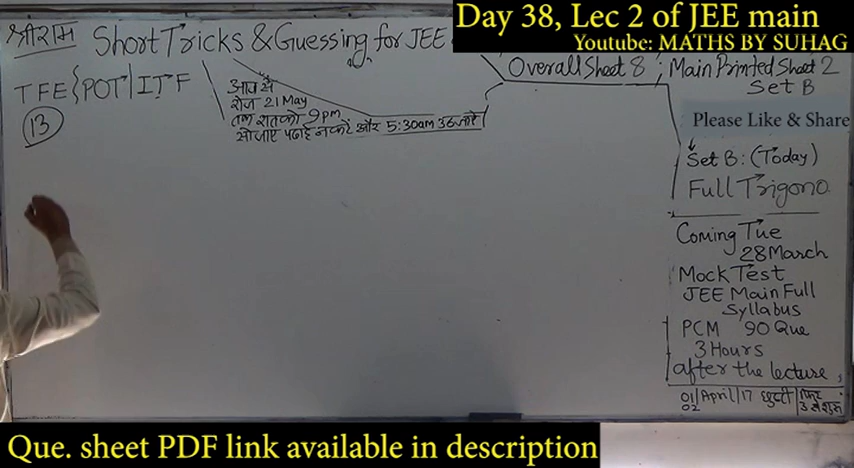 Day 38, Lec 2 of JEE main
Youtube: MATHS BY SUHAG
श्रीराम Short Tricks & Guessing for JEE
TFE{POT|ITF
आज से
रोज 21 May
तक रातको 9pm
सोजाएं पढाई न करें और 5:30am उठ जाएं
Overall Sheet 8 ; Main Printed Sheet 2
Set B
Please Like & Share
13
Set B: (Today)
Full Trigono.
Coming Tue
28 March
Mock Test
JEE Main Full
Syllabus
PCM 90 Que
3 Hours
after the lecture
01/02 April/17 छुट्टी
Que. sheet PDF link available in description